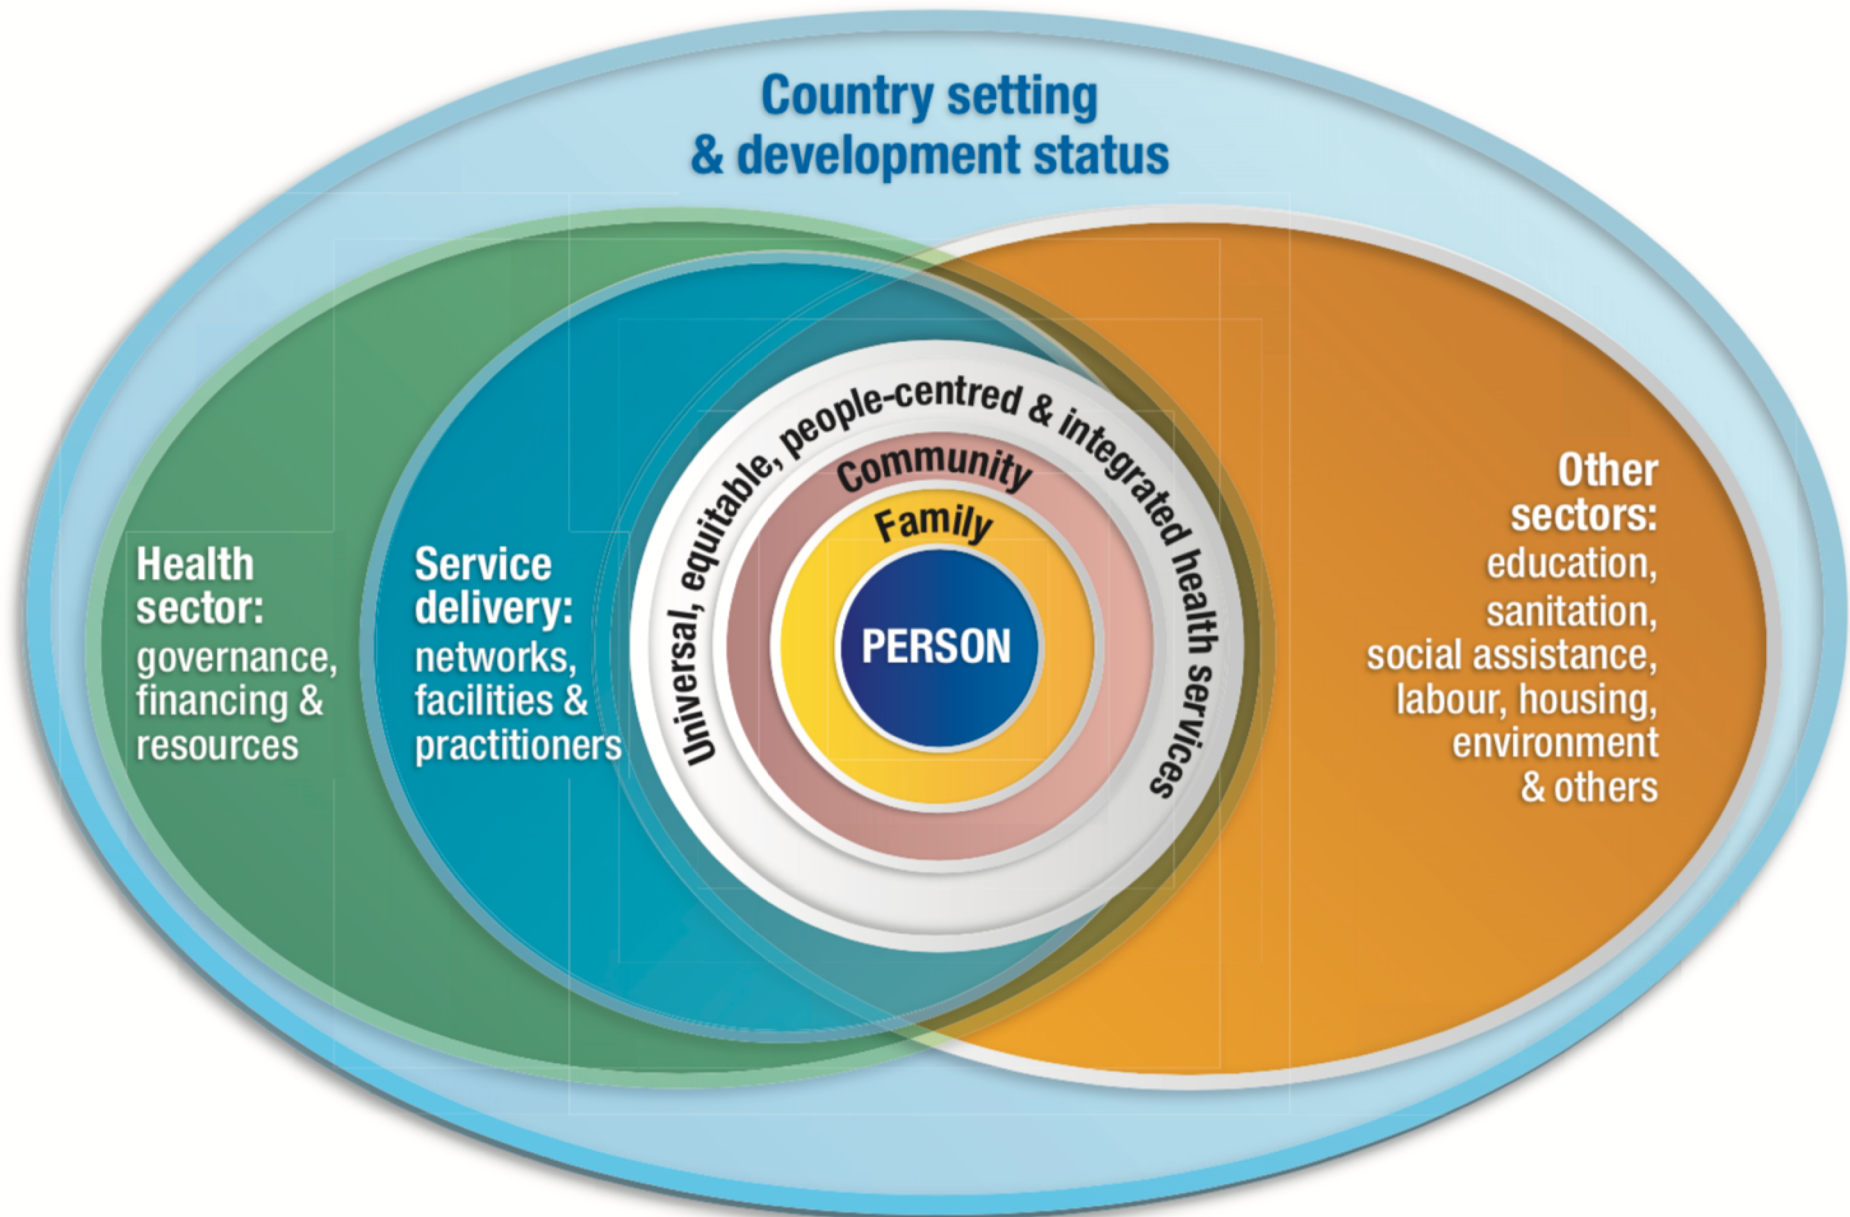 Country setting
& development status
Universal, equitable, people-centred & integrated health services
Community
Family
PERSON
Health
sector:
governance,
financing &
resources
Service
delivery:
networks,
facilities &
practitioners
Other
sectors:
education,
sanitation,
social assistance,
labour, housing,
environment
& others